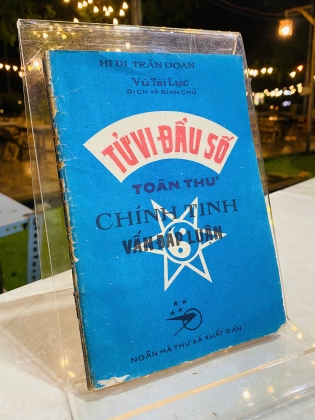 HI DI TRẦN ĐOÀN
Vũ Tài Lục
DỊCH VÀ BÌNH CHÚ
TỬ VI ĐẨU SỐ
TOÀN THƯ
CHÍNH TINH
VẤN ĐÁP LUẬN
NGÂN HÀ THƯ XÃ XUẤT BẢN